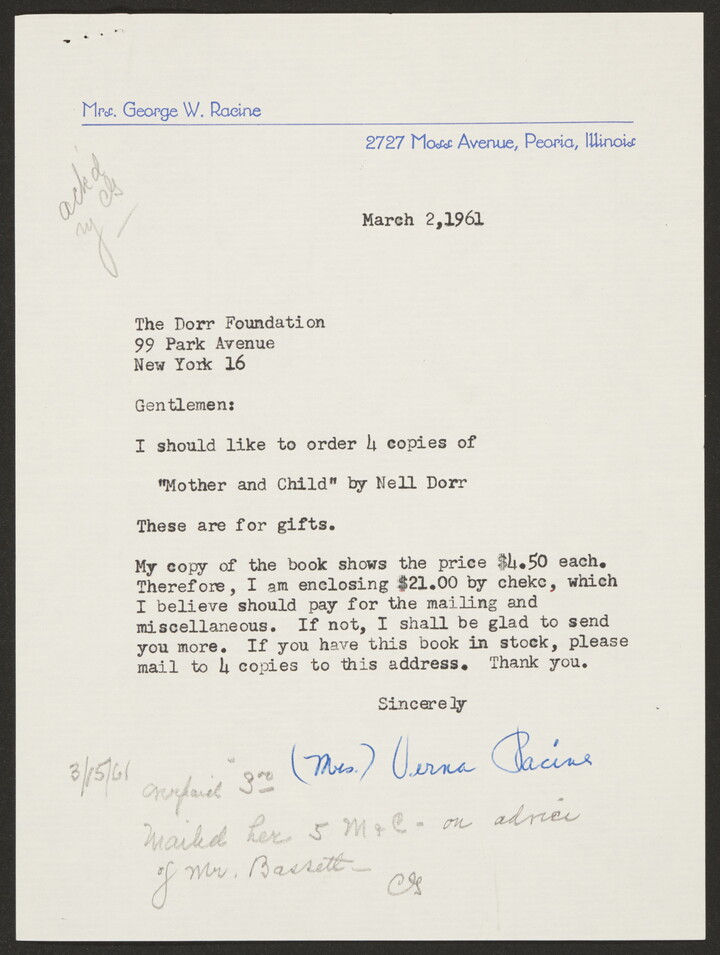 Mrs. George W. Racine
2727 Moss Avenue, Peoria, Illinois
ack'd
CG
March 2,1961
The Dorr Foundation
99 Park Avenue
New York 16
Gentlemen:
I should like to order 4 copies of
"Mother and Child" by Nell Dorr
These are for gifts.
My copy of the book shows the price $4.50 each.
Therefore, I am enclosing $21.00 by chekc, which
I believe should pay for the mailing and
miscellaneous.  If not, I shall be glad to send
you more.  If you have this book in stock, please
mail to 4 copies to this address.  Thank you.
Sincerely
(Mrs.) Verna Racine
3/15/61 overpaid 3.00
Mailed her 5 M & C - on advice
of Mr. Bassett -
CG